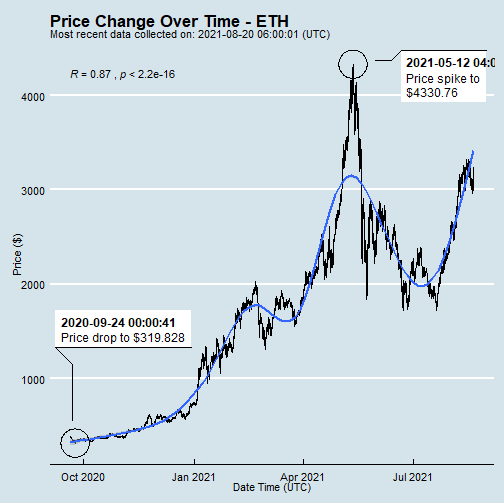 Price Change Over Time - ETH
Most recent data collected on: 2021-08-20 06:00:01 (UTC)
R = 0.87 , p < 2.2e-16
2021-05-12 04:0
Price spike to
$4330.76
4000
3000
Price ($)
2000
2020-09-24 00:00:41
Price drop to $319.828
1000
Oct 2020 Jan 2021 Apr 2021 Jul 2021
Date Time (UTC)